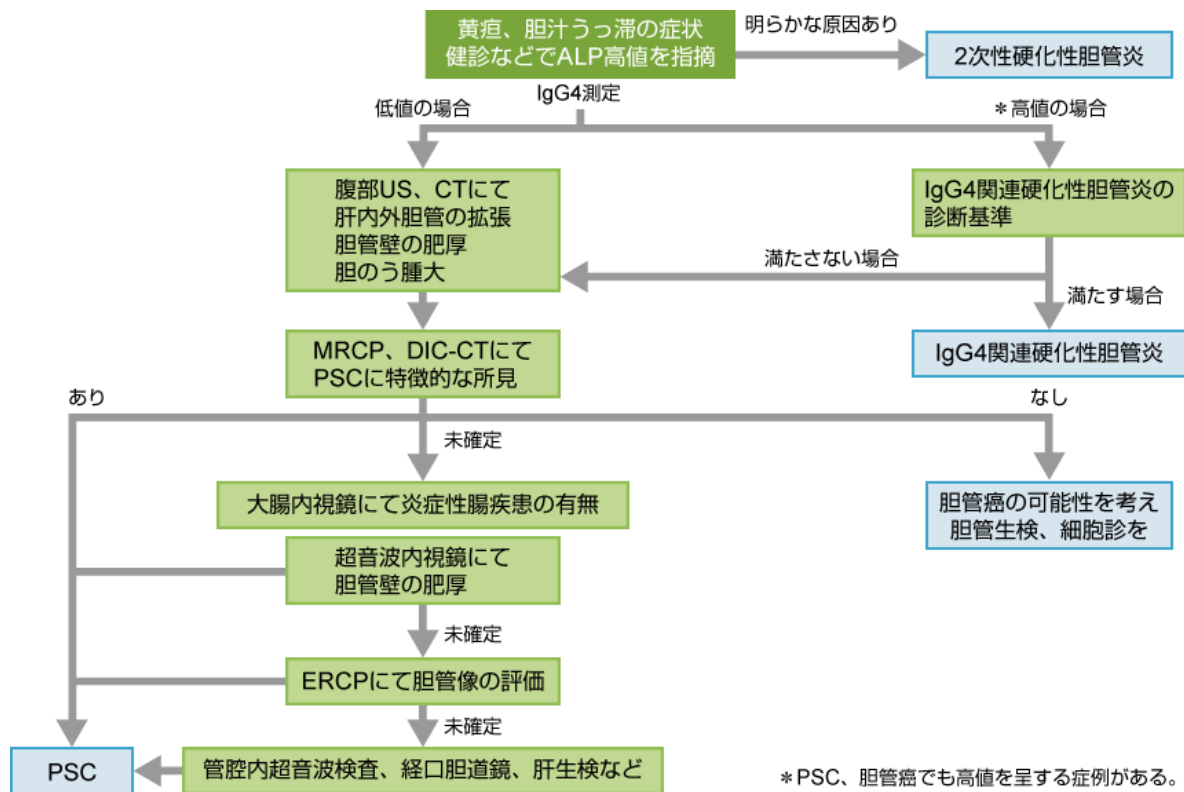 黄疸、胆汁うっ滞の症状
健診などでALP高値を指摘
明らかな原因あり
2次性硬化性胆管炎
IgG4測定
低値の場合
＊高値の場合
腹部US、CTにて
肝内外胆管の拡張
胆管壁の肥厚
胆のう腫大
IgG4関連硬化性胆管炎の
診断基準
満たさない場合
満たす場合
MRCP、DIC-CTにて
PSCに特徴的な所見
IgG4関連硬化性胆管炎
あり
なし
未確定
大腸内視鏡にて炎症性腸疾患の有無
胆管癌の可能性を考え
胆管生検、細胞診を
超音波内視鏡にて
胆管壁の肥厚
未確定
ERCPにて胆管像の評価
未確定
PSC
管腔内超音波検査、経口胆道鏡、肝生検など
＊PSC、胆管癌でも高値を呈する症例がある。